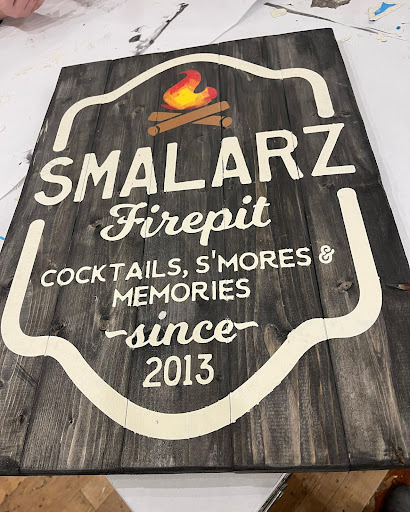 SMALARZ
Firepit
COCKTAILS, S'MORES &
MEMORIES
~since~
2013